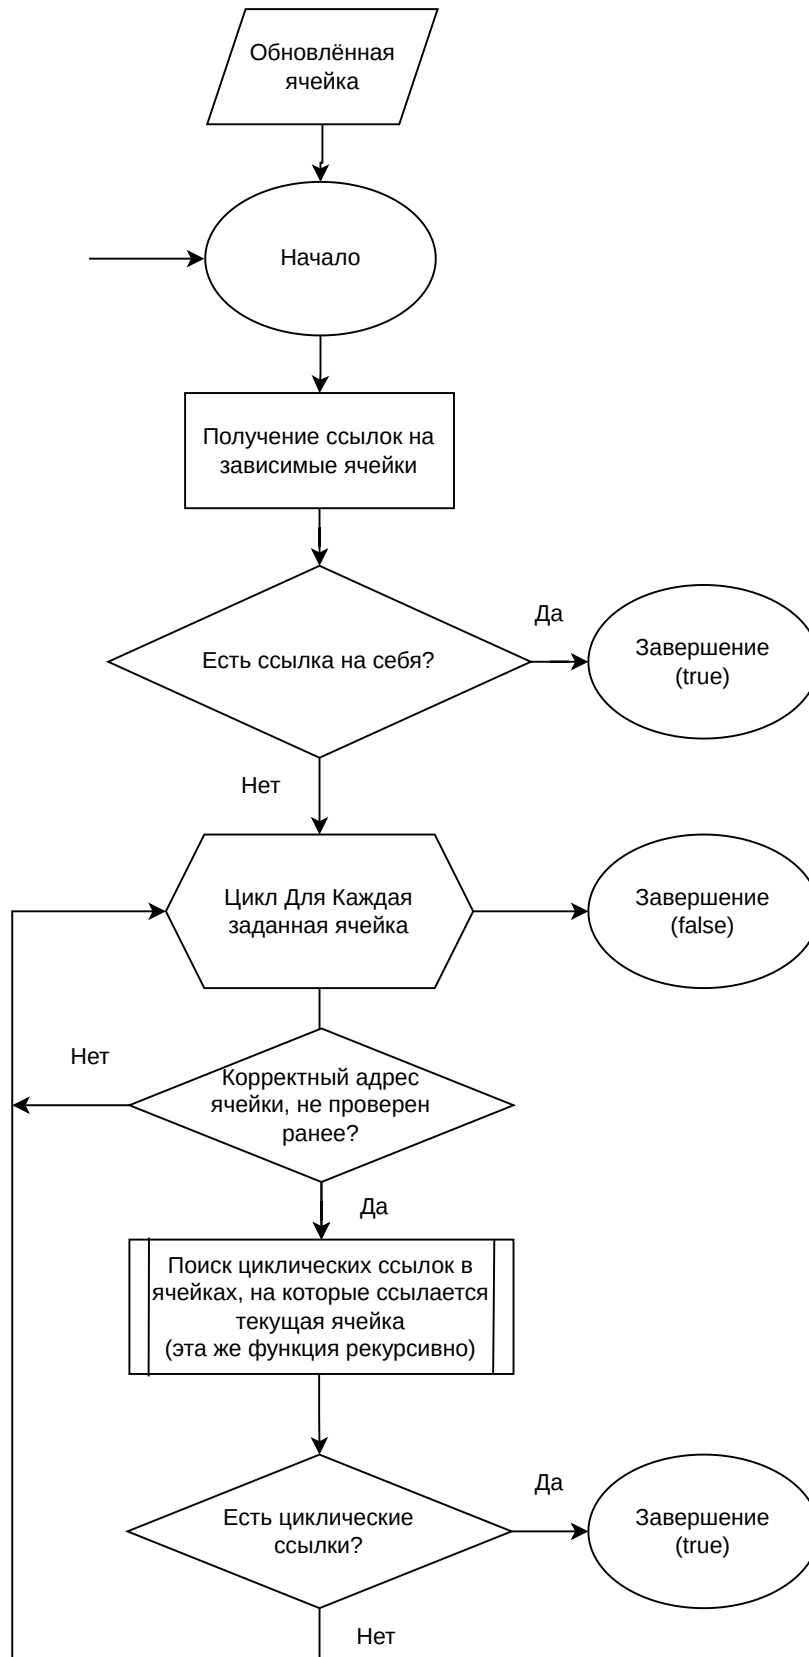 Обновлённая
ячейка
Начало
Получение ссылок на
зависимые ячейки
Есть ссылка на себя?
Да
Завершение
(true)
Нет
Цикл Для Каждая
заданная ячейка
Завершение
(false)
Нет
Корректный адрес
ячейки, не проверен
ранее?
Да
Поиск циклических ссылок в
ячейках, на которые ссылается
текущая ячейка
(эта же функция рекурсивно)
Есть циклические
ссылки?
Да
Завершение
(true)
Нет